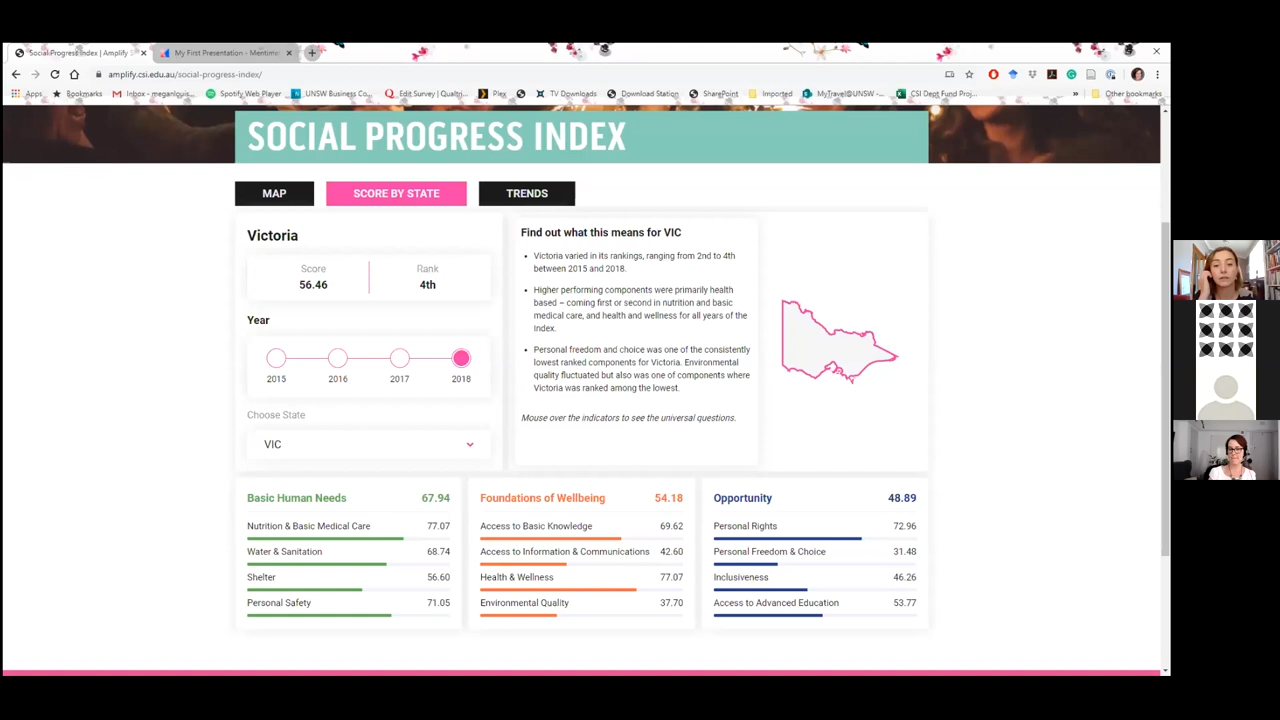 Social Progress Index | Amplify
My First Presentation - Mentime
amplify.csi.edu.au/social-progress-index/
Apps
Bookmarks
Inbox - meganlouis...
Spotify Web Player
UNSW Business Co...
Edit Survey | Qualtri...
Plex
TV Downloads
Download Station
SharePoint
Imported
MyTravel@UNSW -...
CSI Dept Fund Proj...
Other bookmarks
SOCIAL PROGRESS INDEX
MAP
SCORE BY STATE
TRENDS
Victoria
Score
Rank
56.46
4th
Year
2015
2016
2017
2018
Choose State
VIC
Find out what this means for VIC
Victoria varied in its rankings, ranging from 2nd to 4th
between 2015 and 2018.
Higher performing components were primarily health
based – coming first or second in nutrition and basic
medical care, and health and wellness for all years of the
Index.
Personal freedom and choice was one of the consistently
lowest ranked components for Victoria. Environmental
quality fluctuated but also was one of components where
Victoria was ranked among the lowest.
Mouse over the indicators to see the universal questions.
Basic Human Needs 67.94
Nutrition & Basic Medical Care 77.07
Water & Sanitation 68.74
Shelter 56.60
Personal Safety 71.05
Foundations of Wellbeing 54.18
Access to Basic Knowledge 69.62
Access to Information & Communications 42.60
Health & Wellness 77.07
Environmental Quality 37.70
Opportunity 48.89
Personal Rights 72.96
Personal Freedom & Choice 31.48
Inclusiveness 46.26
Access to Advanced Education 53.77